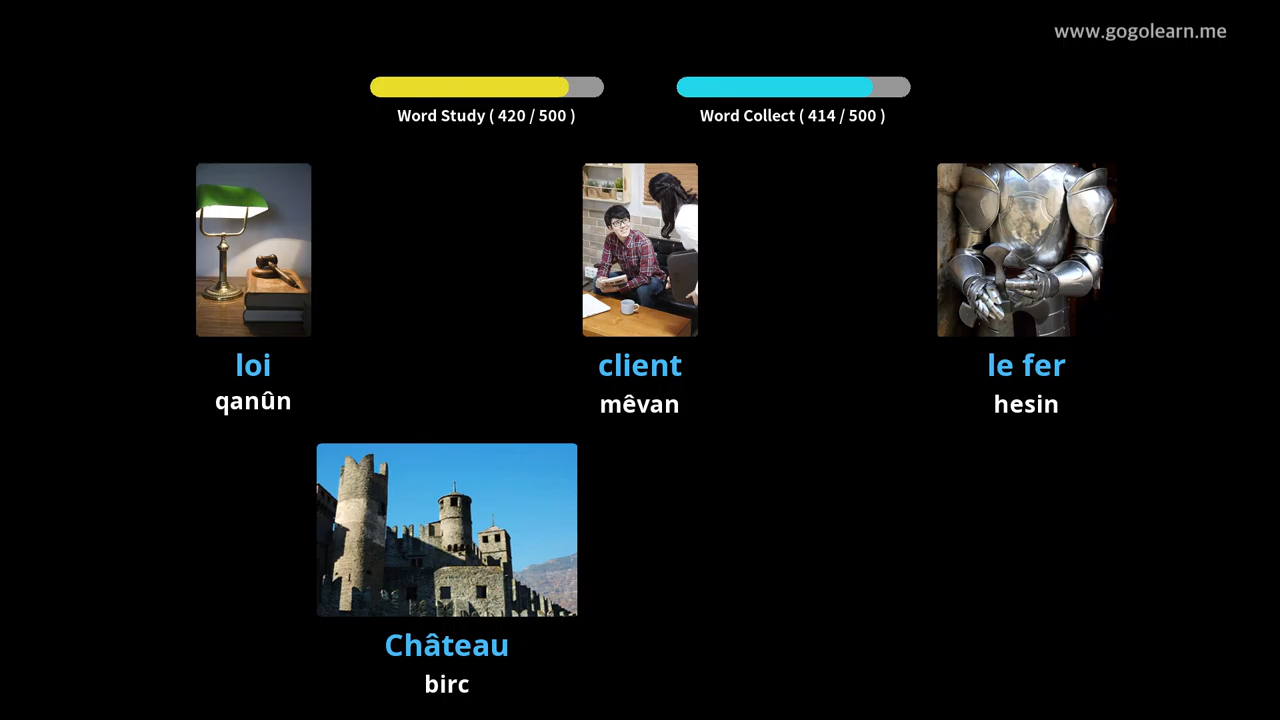 www.gogolearn.me
Word Study ( 420 / 500 )
Word Collect ( 414 / 500 )
loi
qanûn
client
mêvan
le fer
hesin
Château
birc